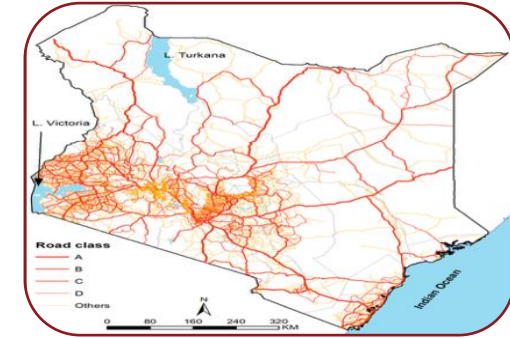 L. Turkana
L. Victoria
Road class
A
B
C
D
Others
N
0 80 160 240 320
KM
Indian Ocean